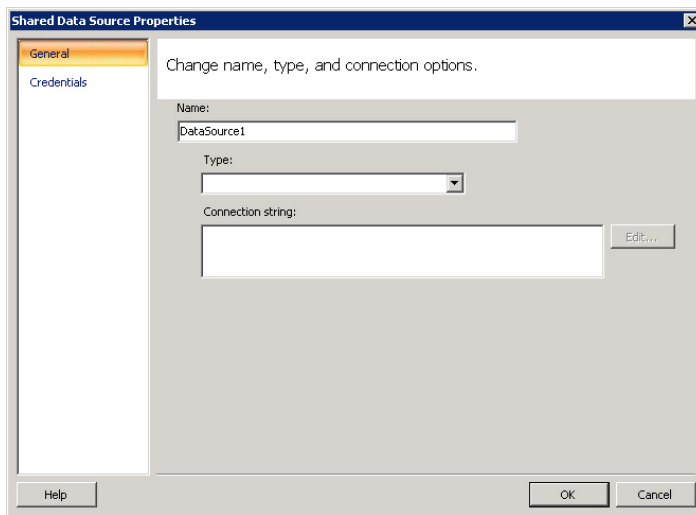 Shared Data Source Properties
General
Credentials
Change name, type, and connection options.
Name:
DataSource1
Type:
Connection string:
Edit...
Help
OK
Cancel